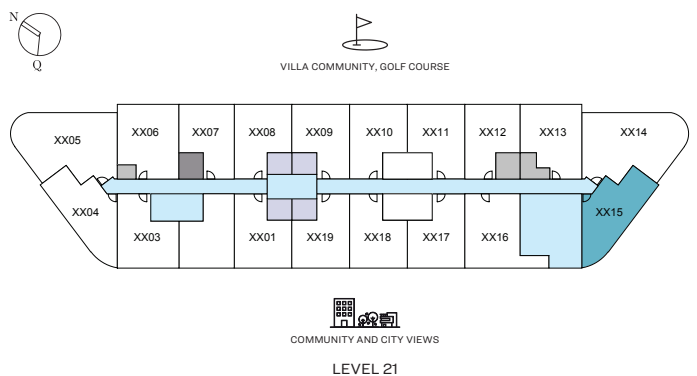 N
Q
VILLA COMMUNITY, GOLF COURSE
XX05
XX06
XX07
XX08
XX09
XX10
XX11
XX12
XX13
XX14
XX04
XX15
XX03
XX01
XX19
XX18
XX17
XX16
COMMUNITY AND CITY VIEWS
LEVEL 21